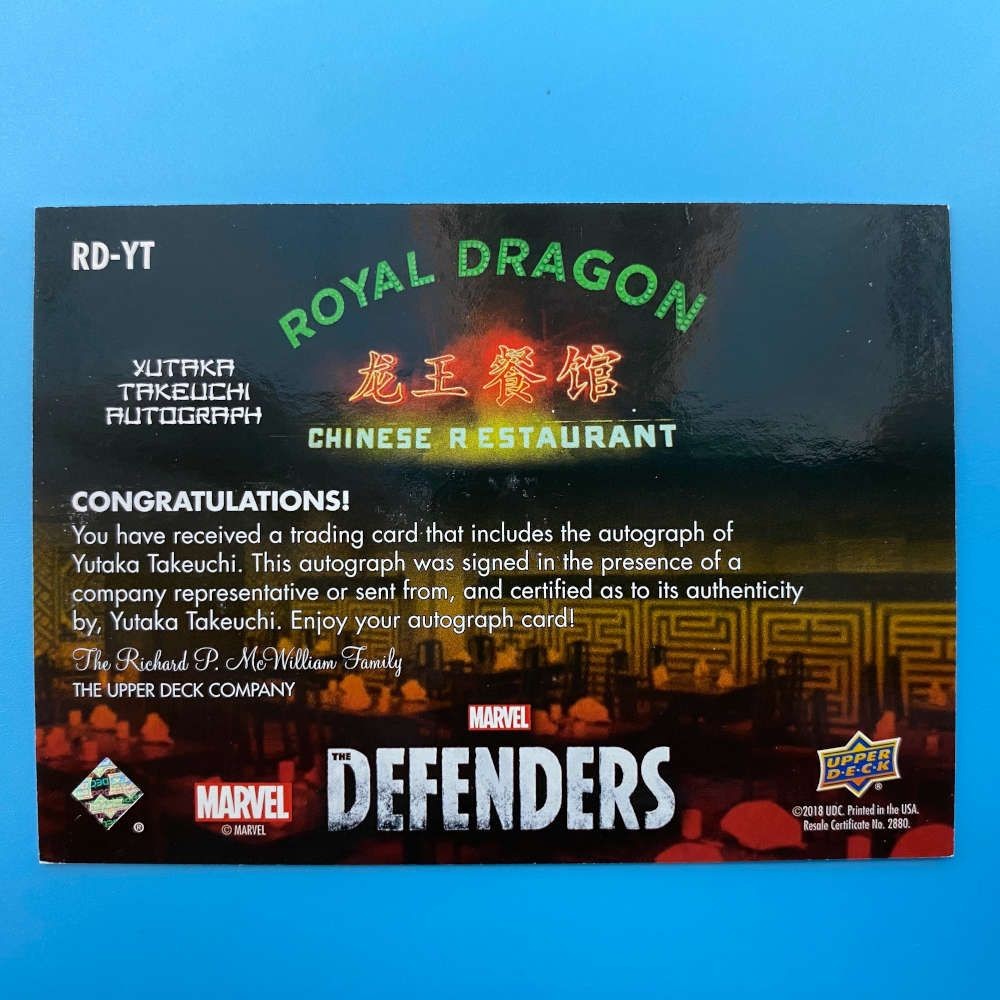 RD-YT
ROYAL DRAGON
龙王餐馆
CHINESE RESTAURANT
YUTAKA
TAKEUCHI
AUTOGRAPH
CONGRATULATIONS!
You have received a trading card that includes the autograph of
Yutaka Takeuchi. This autograph was signed in the presence of a
company representative or sent from, and certified as to its authenticity
by, Yutaka Takeuchi. Enjoy your autograph card!
The Richard P. McWilliam Family
THE UPPER DECK COMPANY
MARVEL
THE DEFENDERS
®
MARVEL
© MARVEL
UPPER
D·E·C·K
®
©2018 UDC. Printed in the USA.
Resale Certificate No. 2880.